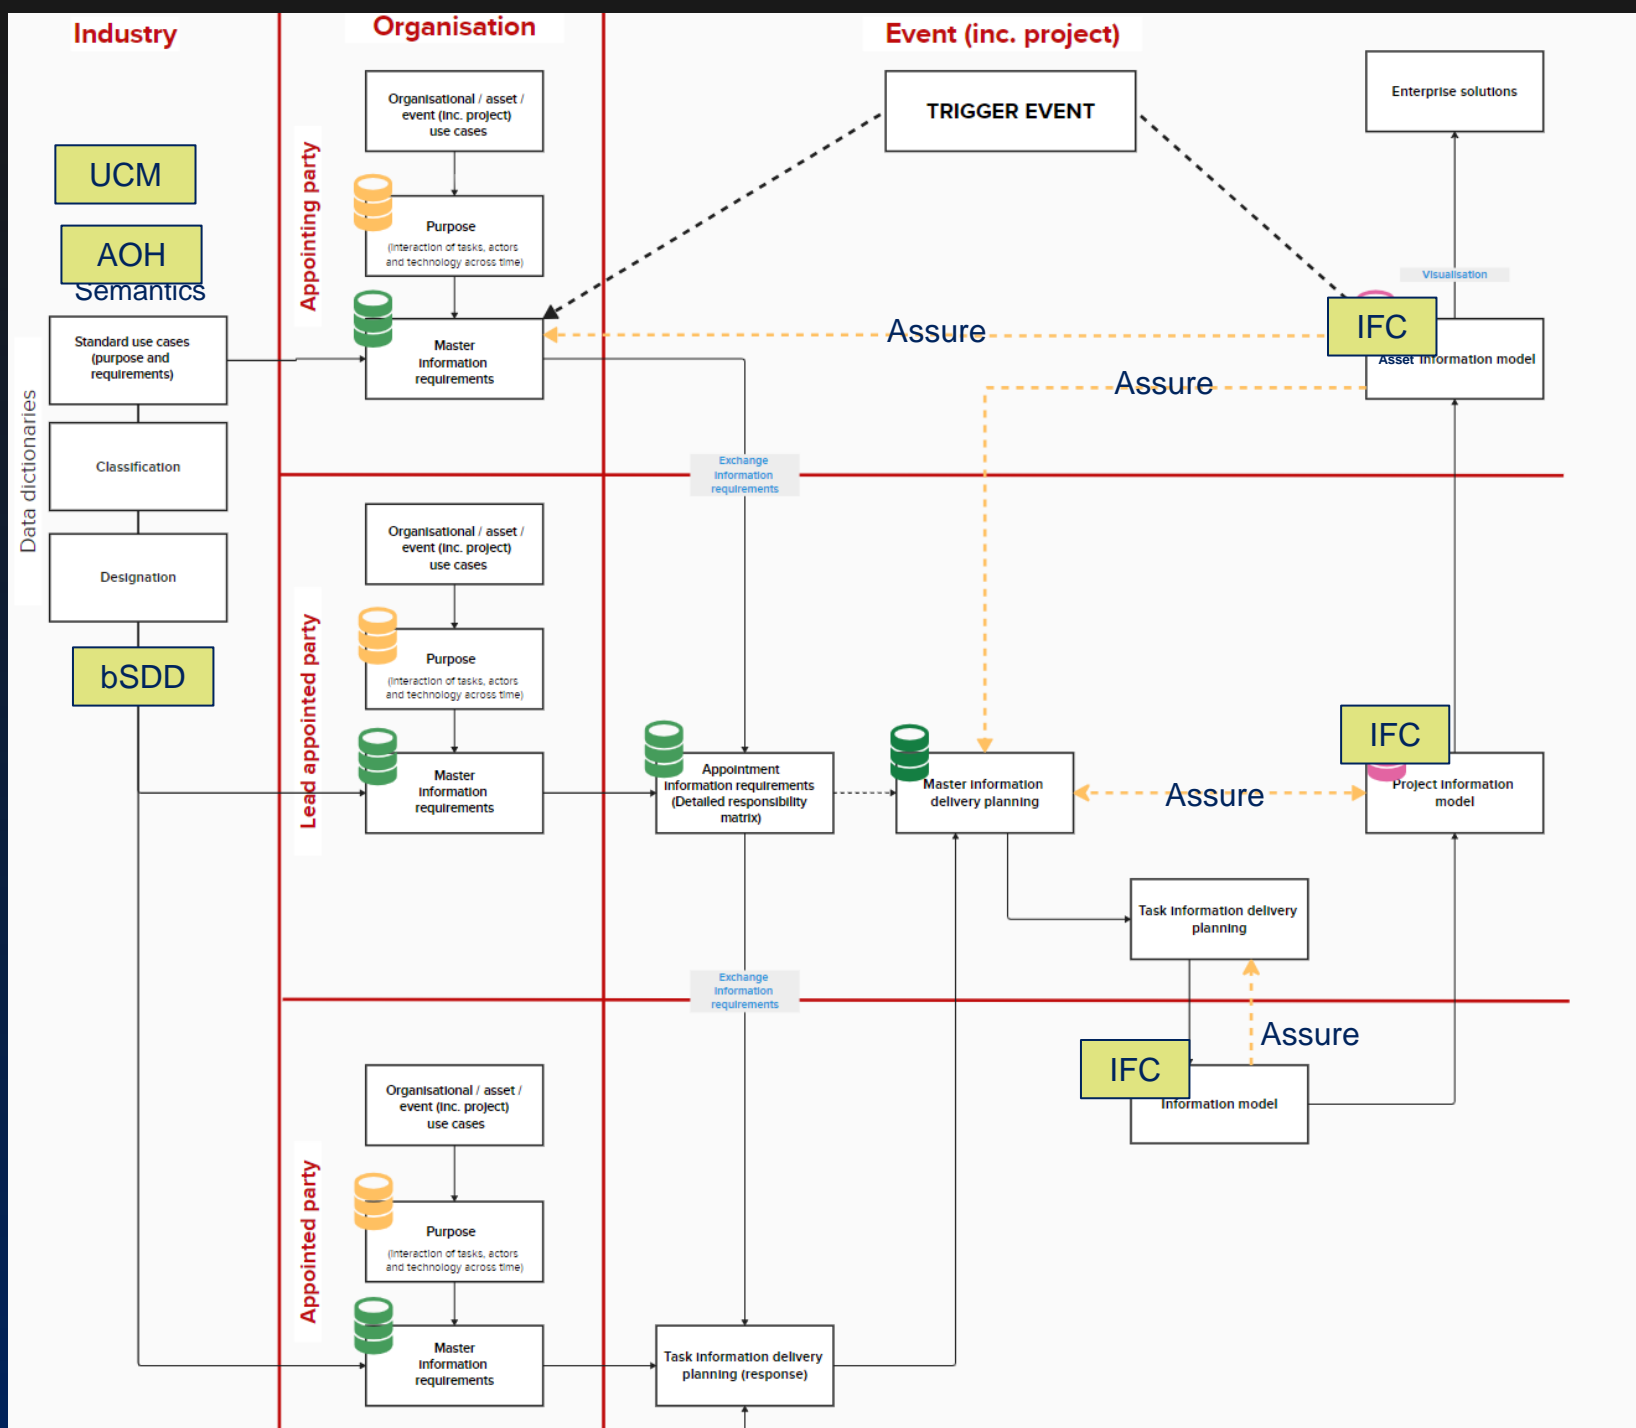 Industry
Organisation
Event (inc. project)
Organisational / asset /
event (inc. project)
use cases
TRIGGER EVENT
Enterprise solutions
UCM
AOH
Semantics
Appointing party
Purpose
(Interaction of tasks, actors
and technology across time)
Visualisation
Standard use cases
(purpose and
requirements)
Master
information
requirements
Assure
IFC
Asset Information model
Assure
Data dictionaries
Classification
Exchange
information
requirements
Designation
bSDD
Lead appointed party
Organisational / asset /
event (inc. project)
use cases
Purpose
(Interaction of tasks, actors
and technology across time)
Master
information
requirements
Appointment
information requirements
(Detailed responsibility
matrix)
Master information
delivery planning
Assure
IFC
Project information
model
Task information delivery
planning
Exchange
information
requirements
Assure
IFC
Information model
Appointed party
Organisational / asset /
event (inc. project)
use cases
Purpose
(Interaction of tasks, actors
and technology across time)
Master
information
requirements
Task information delivery
planning (response)